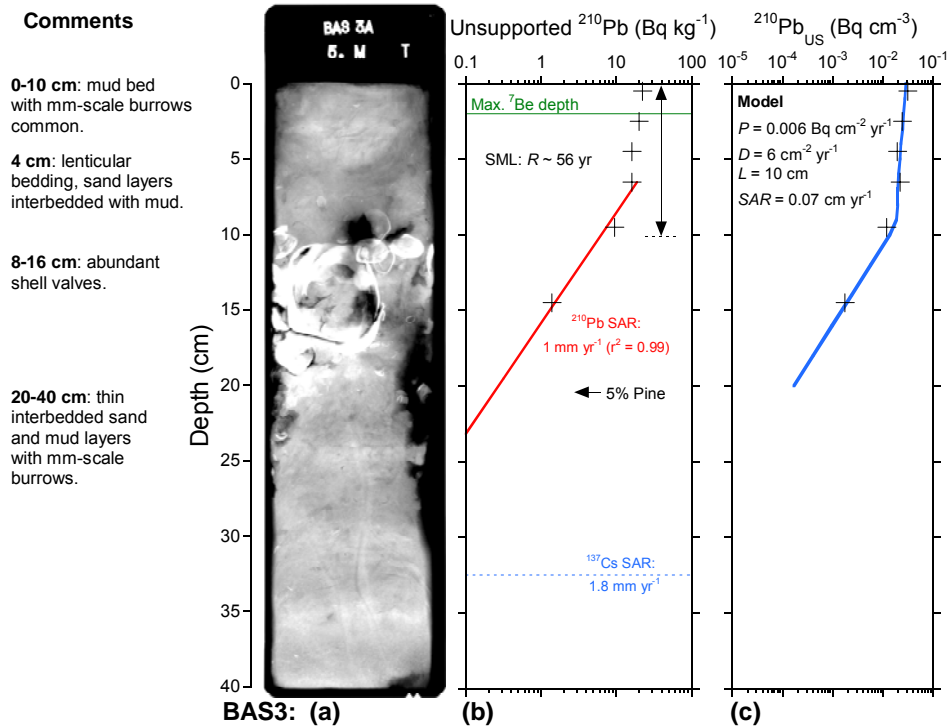 Comments
0-10 cm: mud bed
with mm-scale burrows
common.
4 cm: lenticular
bedding, sand layers
interbedded with mud.
8-16 cm: abundant
shell valves.
20-40 cm: thin
interbedded sand
and mud layers
with mm-scale
burrows.
Depth (cm)
0
5
10
15
20
25
30
35
40
BAS 3A
5. M T
BAS3: (a)
Unsupported ²¹⁰Pb (Bq kg⁻¹)
0.1 1 10 100
Max. ⁷Be depth
SML: R ~ 56 yr
²¹⁰Pb SAR:
1 mm yr⁻¹ (r² = 0.99)
5% Pine
¹³⁷Cs SAR:
1.8 mm yr⁻¹
(b)
²¹⁰Pb_US (Bq cm⁻³)
10⁻⁵ 10⁻⁴ 10⁻³ 10⁻² 10⁻¹
Model
P = 0.006 Bq cm⁻² yr⁻¹
D = 6 cm⁻² yr⁻¹
L = 10 cm
SAR = 0.07 cm yr⁻¹
(c)